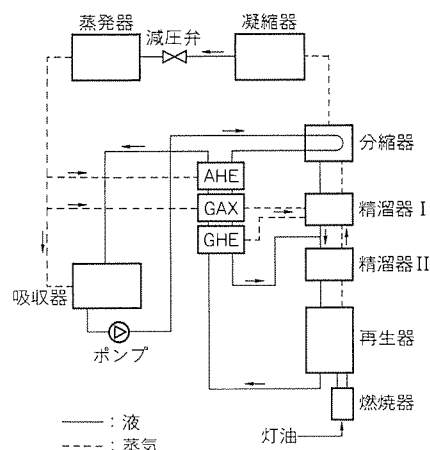 蒸発器
減圧弁
凝縮器
分縮器
AHE
GAX
精溜器 I
GHE
精溜器 II
吸収器
ポンプ
再生器
燃焼器
灯油
――― : 液
---- : 蒸気